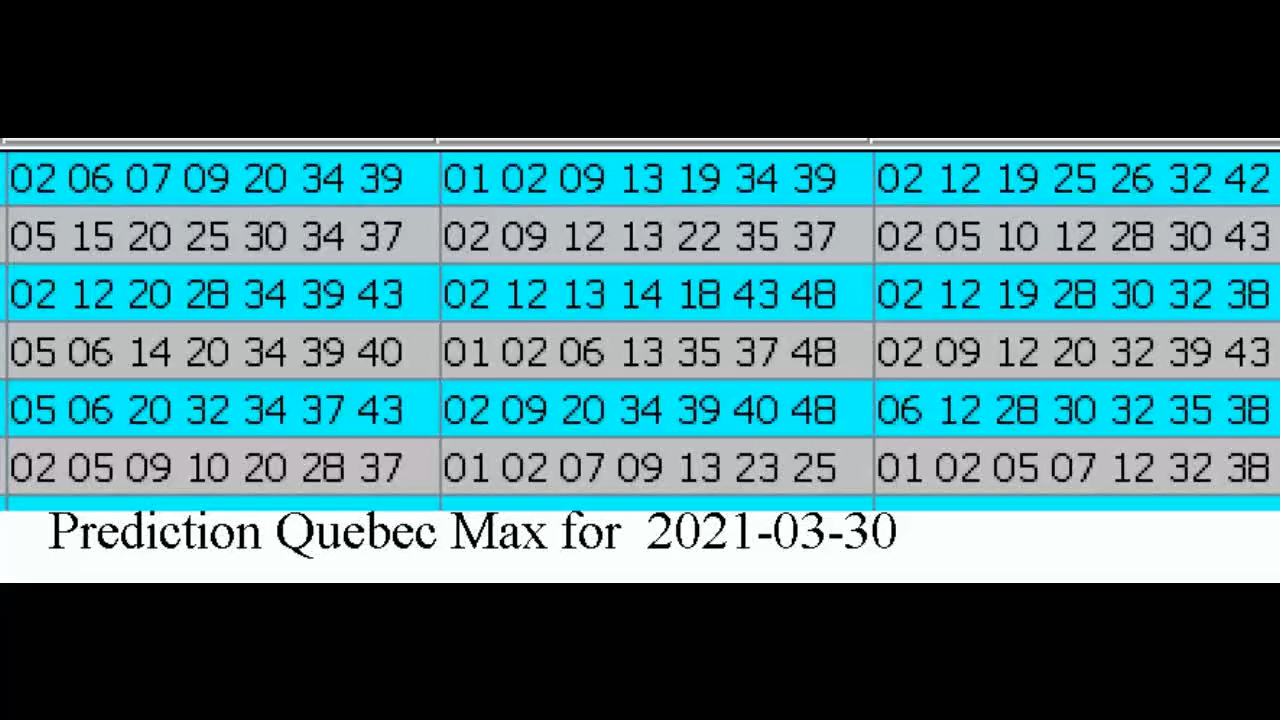 02 06 07 09 20 34 39 01 02 09 13 19 34 39 02 12 19 25 26 32 42
05 15 20 25 30 34 37 02 09 12 13 22 35 37 02 05 10 12 28 30 43
02 12 20 28 34 39 43 02 12 13 14 18 43 48 02 12 19 28 30 32 38
05 06 14 20 34 39 40 01 02 06 13 35 37 48 02 09 12 20 32 39 43
05 06 20 32 34 37 43 02 09 20 34 39 40 48 06 12 28 30 32 35 38
02 05 09 10 20 28 37 01 02 07 09 13 23 25 01 02 05 07 12 32 38
Prediction Quebec Max for 2021-03-30